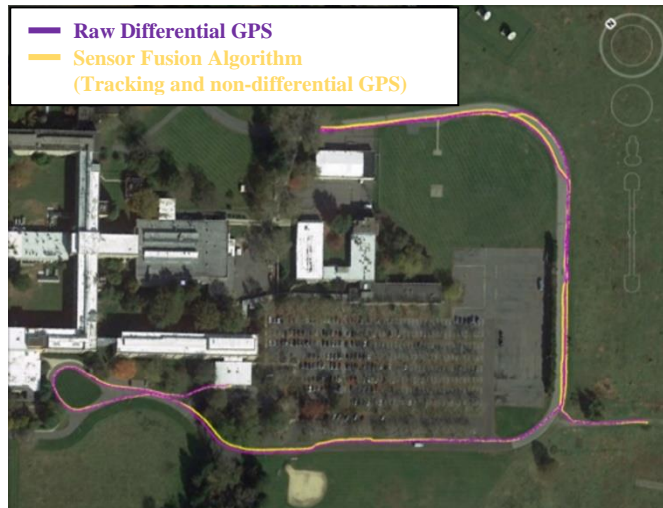 Raw Differential GPS
Sensor Fusion Algorithm
(Tracking and non-differential GPS)